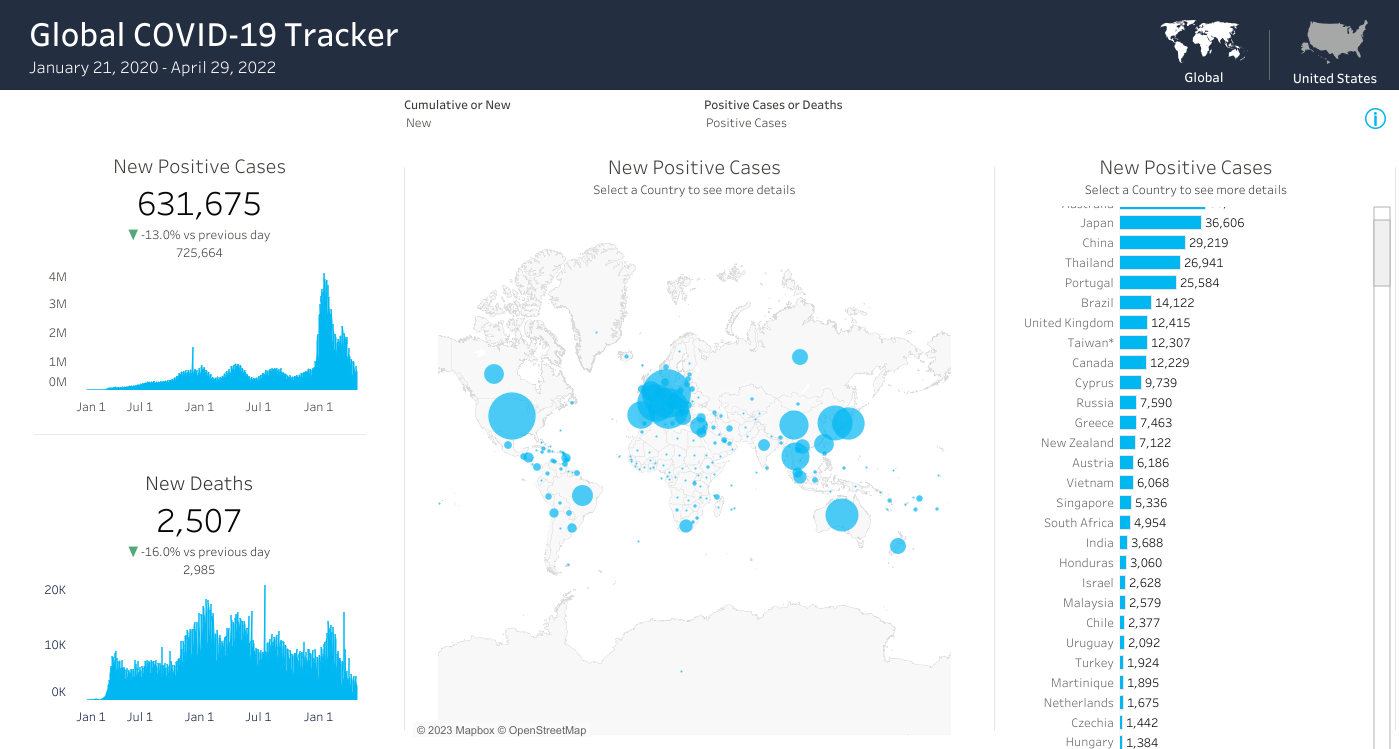 Global COVID-19 Tracker
January 21, 2020 - April 29, 2022
Global
United States
Cumulative or New
New
Positive Cases or Deaths
Positive Cases
New Positive Cases
631,675
▼ -13.0% vs previous day
725,664
4M
3M
2M
1M
0M
Jan 1 Jul 1 Jan 1 Jul 1 Jan 1
New Deaths
2,507
▼ -16.0% vs previous day
2,985
20K
10K
0K
Jan 1 Jul 1 Jan 1 Jul 1 Jan 1
New Positive Cases
Select a Country to see more details
© 2023 Mapbox © OpenStreetMap
New Positive Cases
Select a Country to see more details
Japan 36,606
China 29,219
Thailand 26,941
Portugal 25,584
Brazil 14,122
United Kingdom 12,415
Taiwan* 12,307
Canada 12,229
Cyprus 9,739
Russia 7,590
Greece 7,463
New Zealand 7,122
Austria 6,186
Vietnam 6,068
Singapore 5,336
South Africa 4,954
India 3,688
Honduras 3,060
Israel 2,628
Malaysia 2,579
Chile 2,377
Uruguay 2,092
Turkey 1,924
Martinique 1,895
Netherlands 1,675
Czechia 1,442
Hungary 1,384